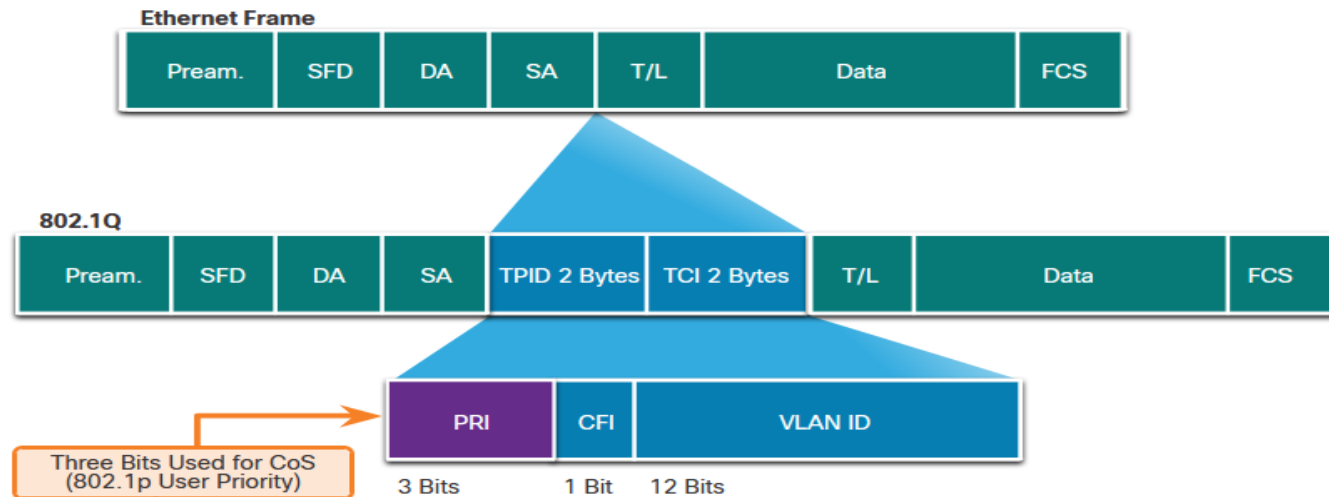 Ethernet Frame
Pream. SFD DA SA T/L Data FCS
802.1Q
Pream. SFD DA SA TPID 2 Bytes TCI 2 Bytes T/L Data FCS
PRI CFI VLAN ID
Three Bits Used for CoS
(802.1p User Priority)
3 Bits 1 Bit 12 Bits